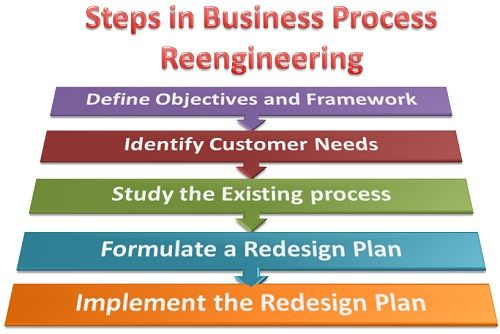 Steps in Business Process
Reengineering
Define Objectives and Framework
Identify Customer Needs
Study the Existing process
Formulate a Redesign Plan
Implement the Redesign Plan